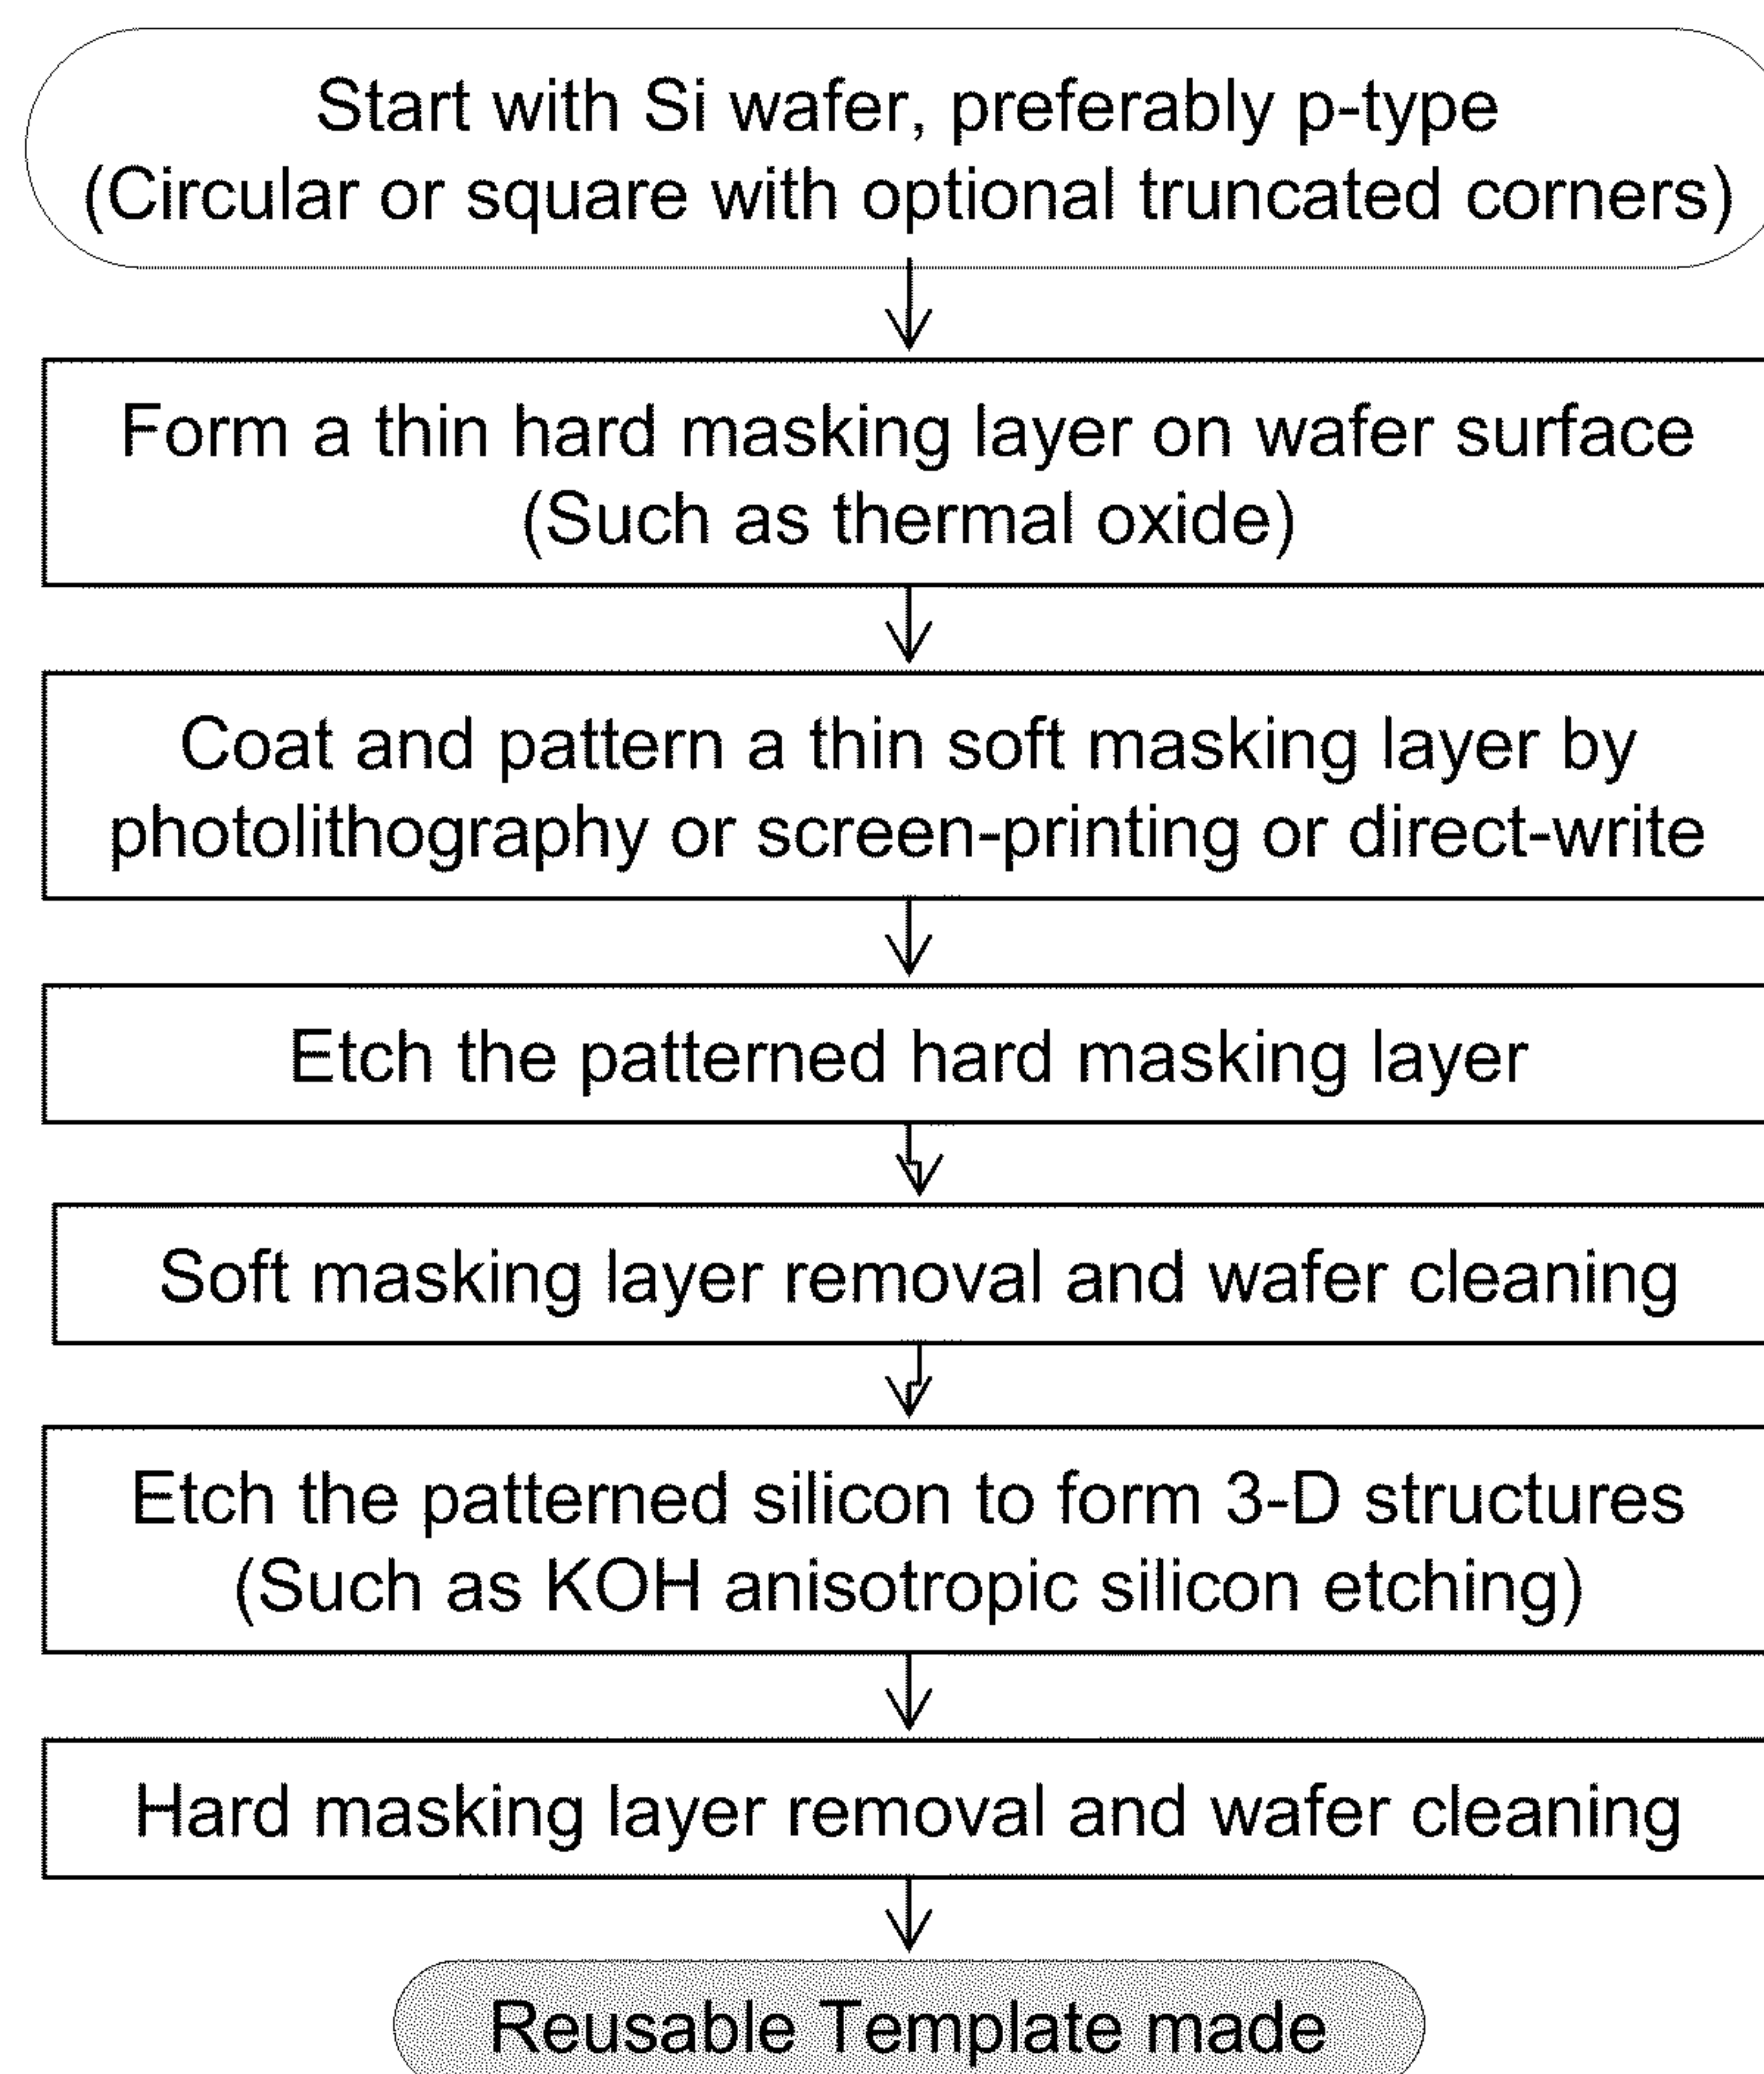 Start with Si wafer, preferably p-type
(Circular or square with optional truncated corners)
Form a thin hard masking layer on wafer surface
(Such as thermal oxide)
Coat and pattern a thin soft masking layer by
photolithography or screen-printing or direct-write
Etch the patterned hard masking layer
Soft masking layer removal and wafer cleaning
Etch the patterned silicon to form 3-D structures
(Such as KOH anisotropic silicon etching)
Hard masking layer removal and wafer cleaning
Reusable Template made